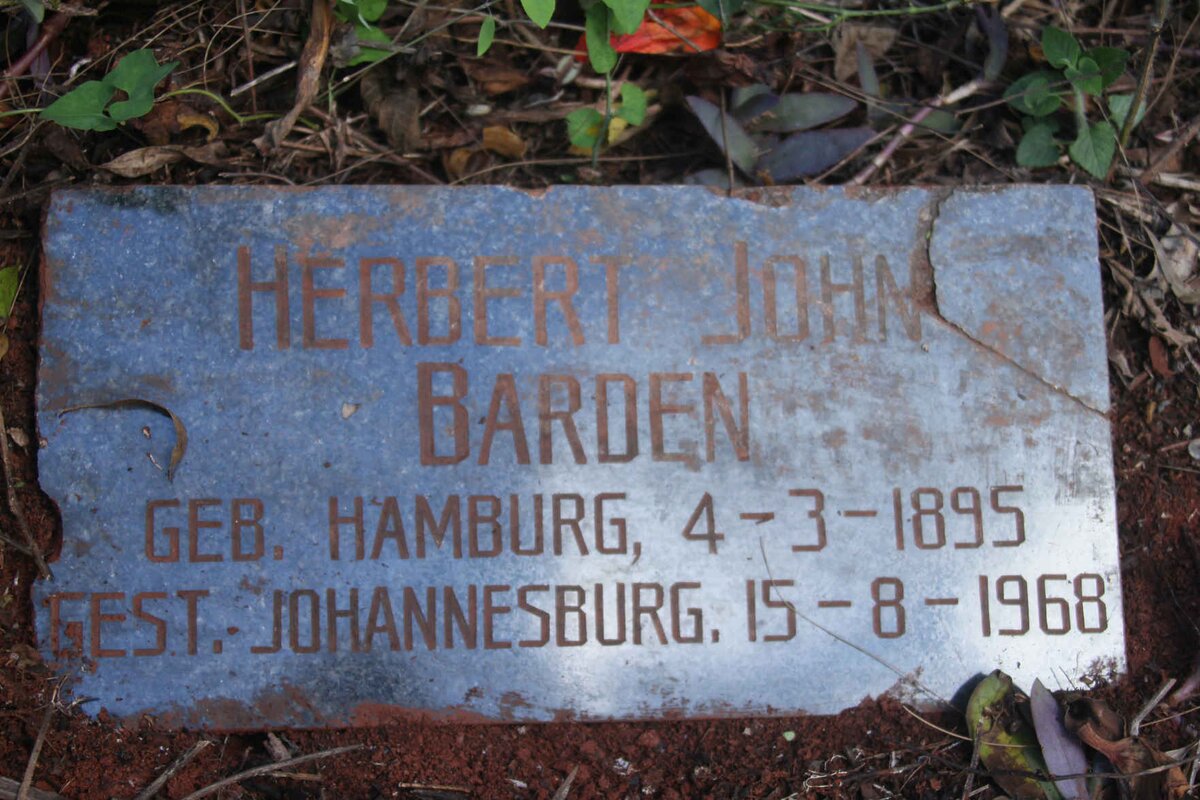 HERBERT JOHN
BARDEN
GEB. HAMBURG, 4-3-1895
GEST. JOHANNESBURG. 15-8-1968